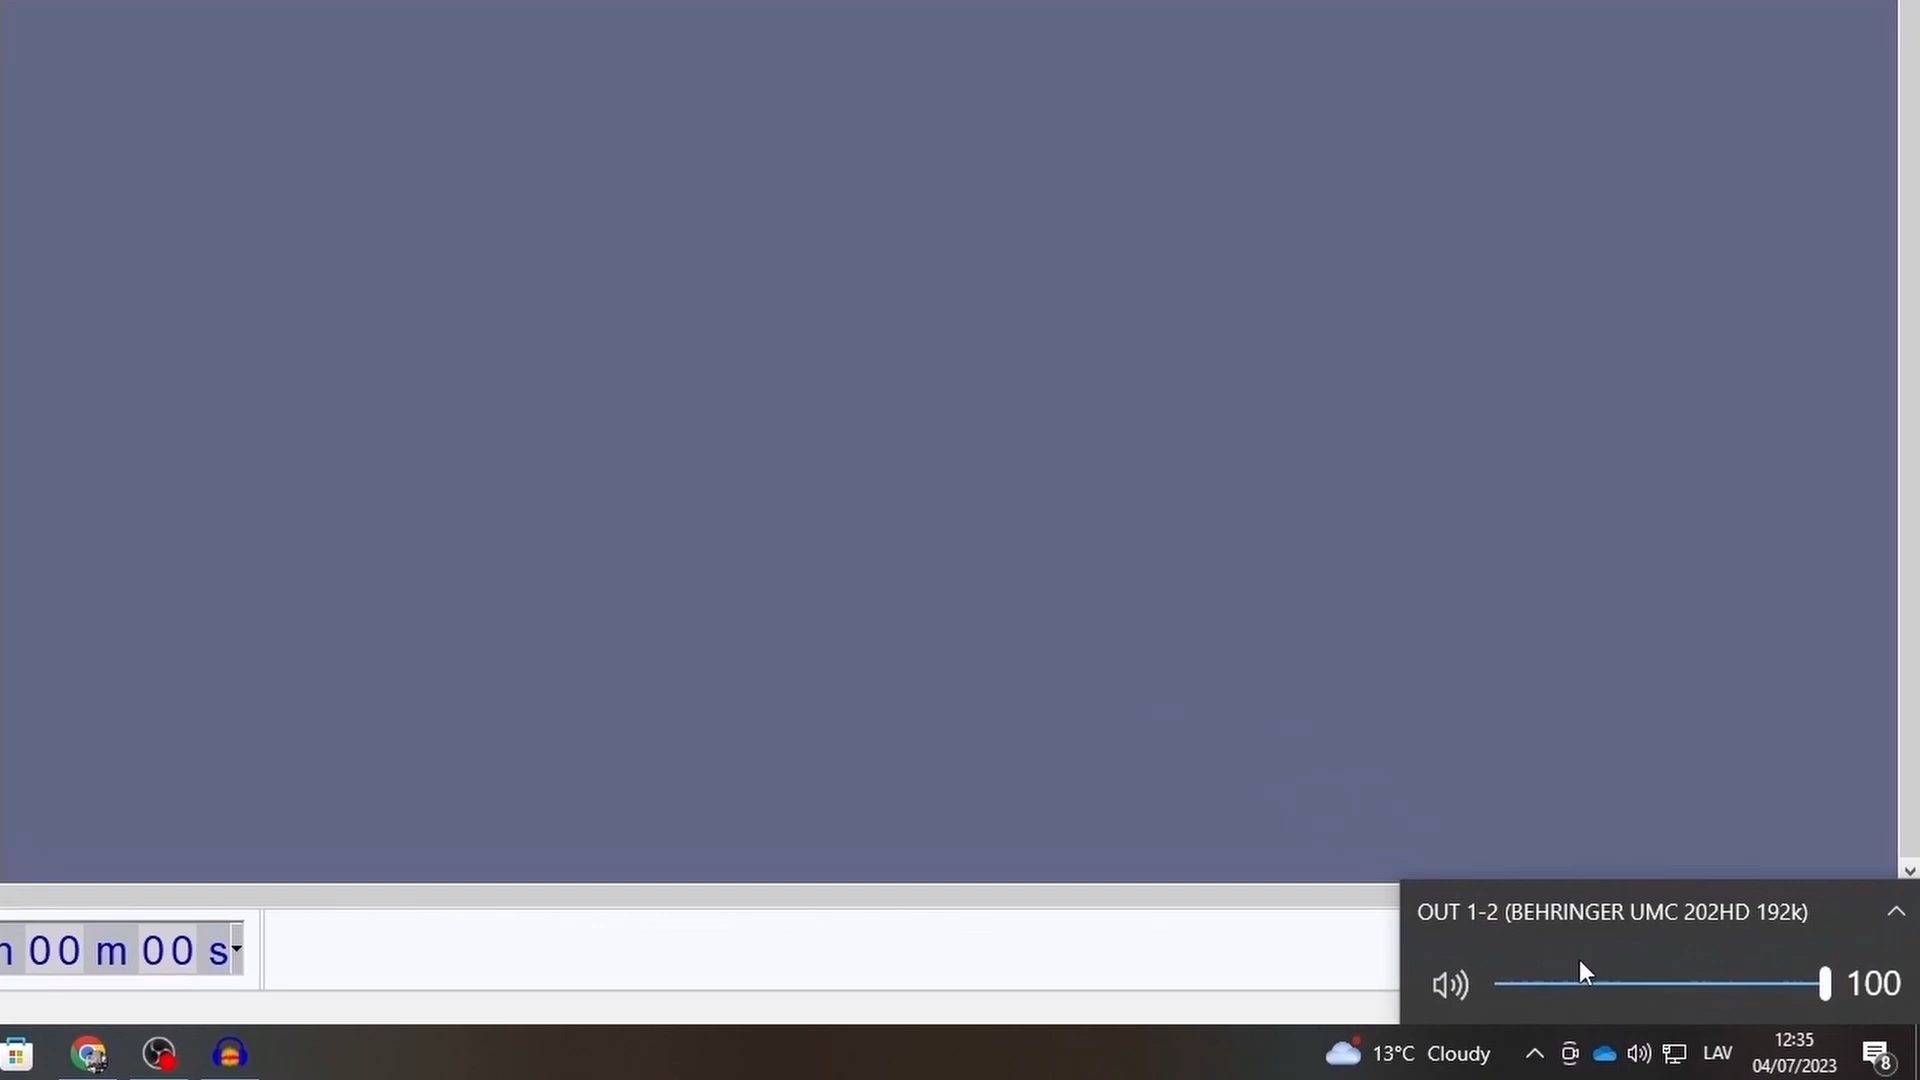 OUT 1-2 (BEHRINGER UMC 202HD 192k)
00 m 00 s
100
13°C Cloudy
LAV
12:35
04/07/2023
8